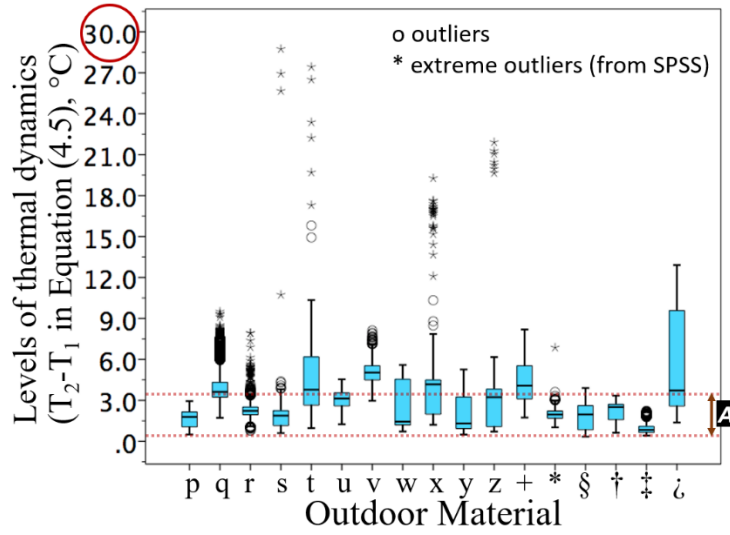 30.0
27.0
24.0
21.0
18.0
15.0
12.0
9.0
6.0
3.0
.0
Levels of thermal dynamics
(T₂-T₁ in Equation (4.5), °C)
o outliers
* extreme outliers (from SPSS)
A
p q r s t u v w x y z + * § † ‡ ¿
Outdoor Material